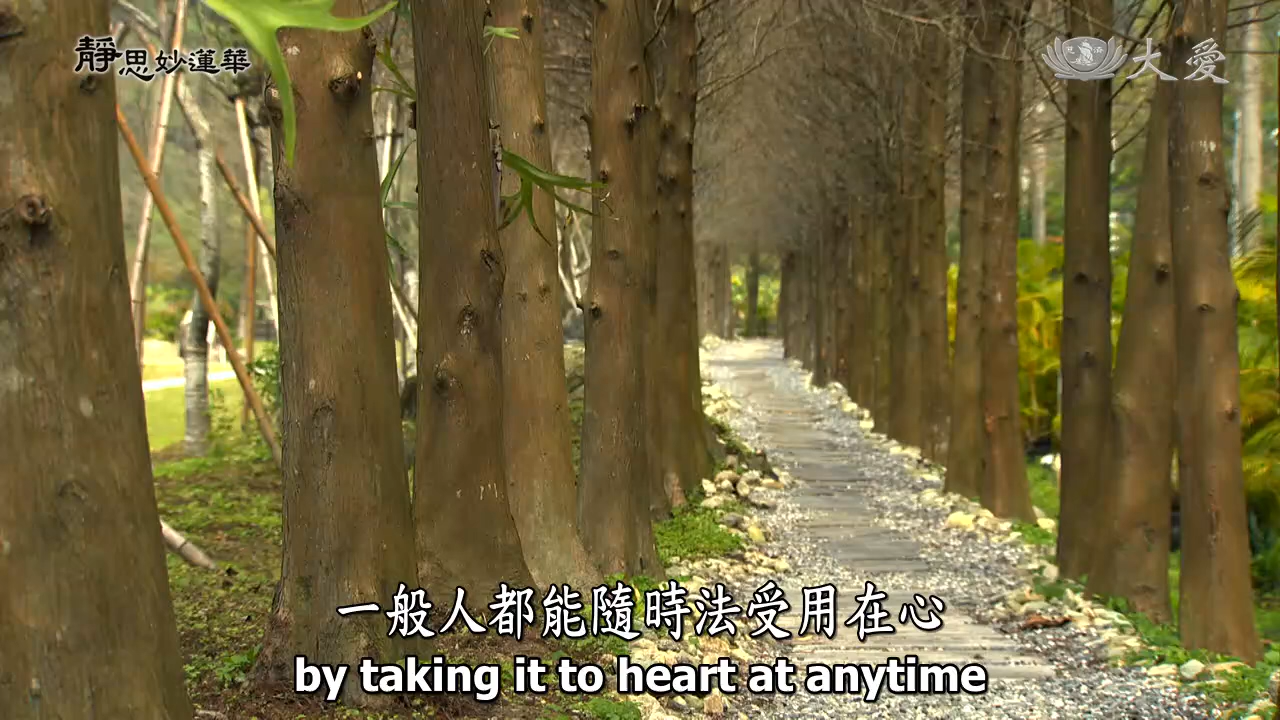 靜思妙蓮華
大愛
一般人都能隨時法受用在心
by taking it to heart at anytime